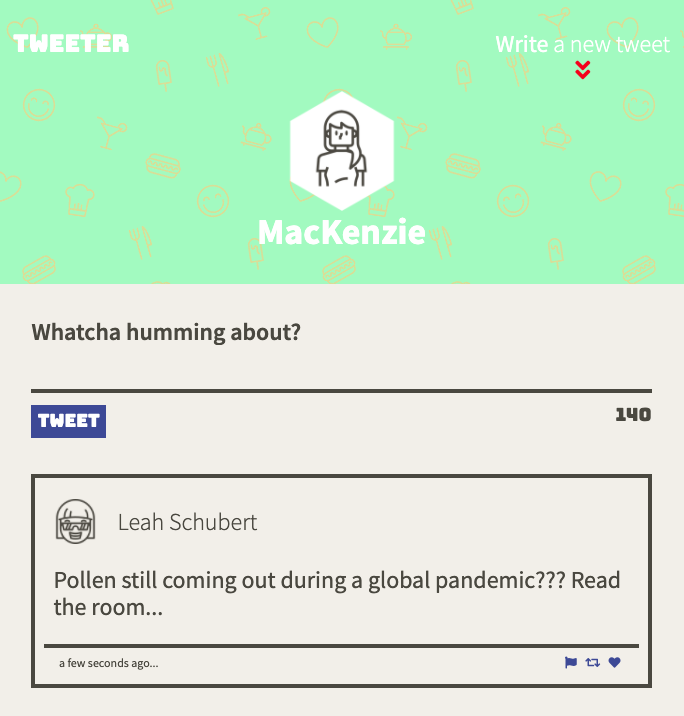 TWEETER
Write a new tweet
MacKenzie
Whatcha humming about?
TWEET
140
Leah Schubert
Pollen still coming out during a global pandemic??? Read
the room...
a few seconds ago...